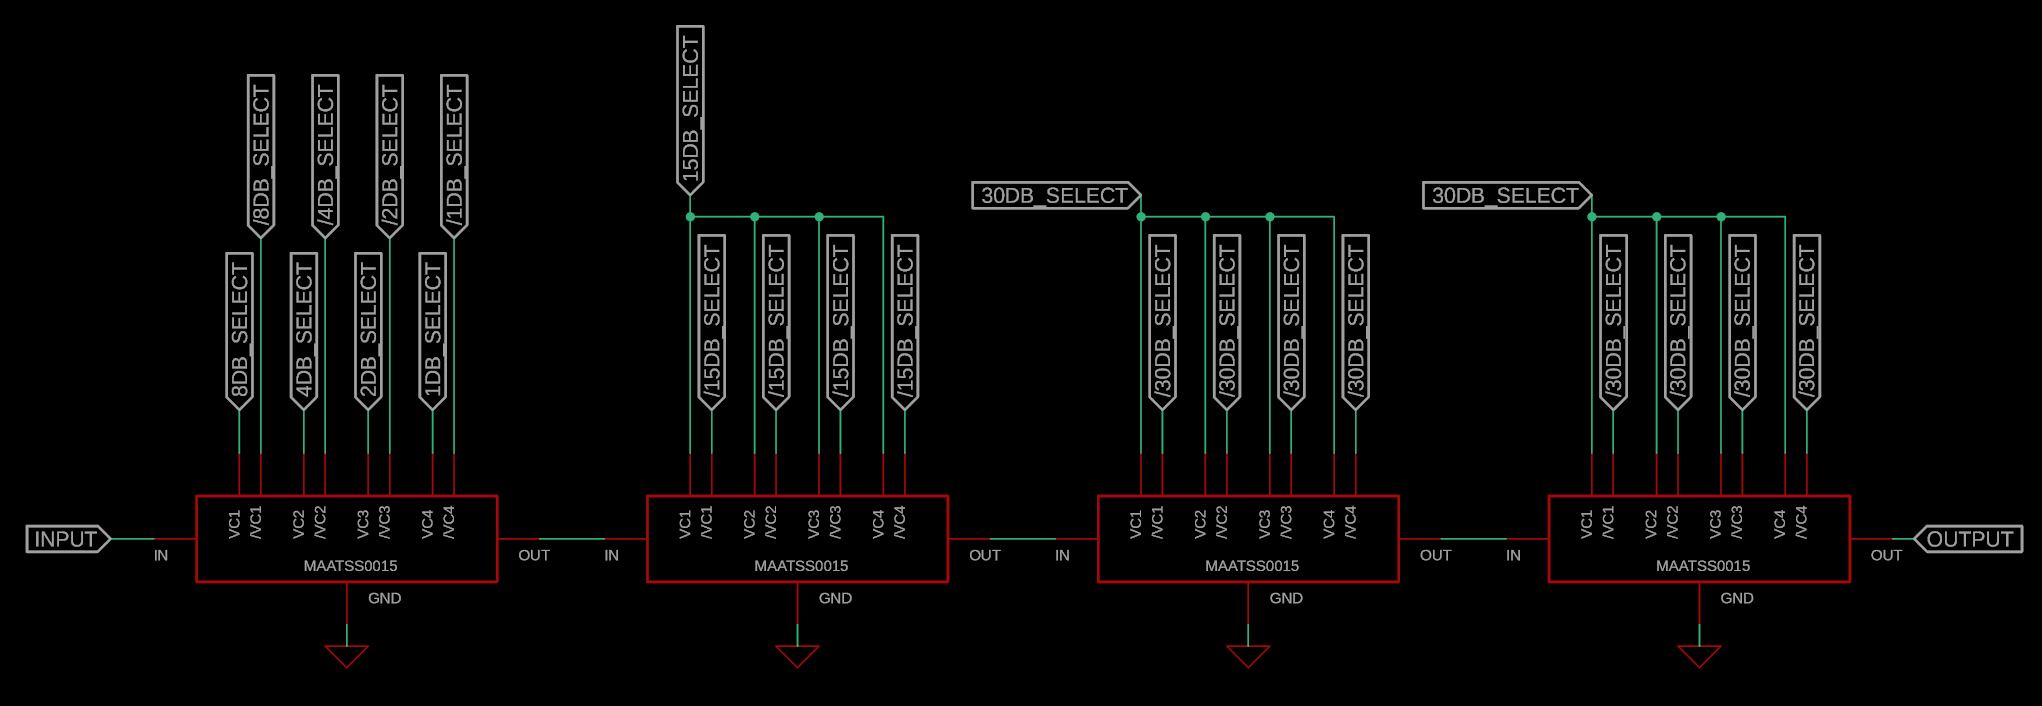 15DB_SELECT
/8DB_SELECT
/4DB_SELECT
/2DB_SELECT
/1DB_SELECT
30DB_SELECT
30DB_SELECT
8DB_SELECT
4DB_SELECT
2DB_SELECT
1DB_SELECT
/15DB_SELECT
/15DB_SELECT
/15DB_SELECT
/15DB_SELECT
/30DB_SELECT
/30DB_SELECT
/30DB_SELECT
/30DB_SELECT
/30DB_SELECT
/30DB_SELECT
/30DB_SELECT
/30DB_SELECT
INPUT
IN
VC1
/VC1
VC2
/VC2
VC3
/VC3
VC4
/VC4
MAATSS0015
OUT
GND
IN
VC1
/VC1
VC2
/VC2
VC3
/VC3
VC4
/VC4
MAATSS0015
OUT
GND
IN
VC1
/VC1
VC2
/VC2
VC3
/VC3
VC4
/VC4
MAATSS0015
OUT
GND
IN
VC1
/VC1
VC2
/VC2
VC3
/VC3
VC4
/VC4
MAATSS0015
OUT
GND
OUTPUT